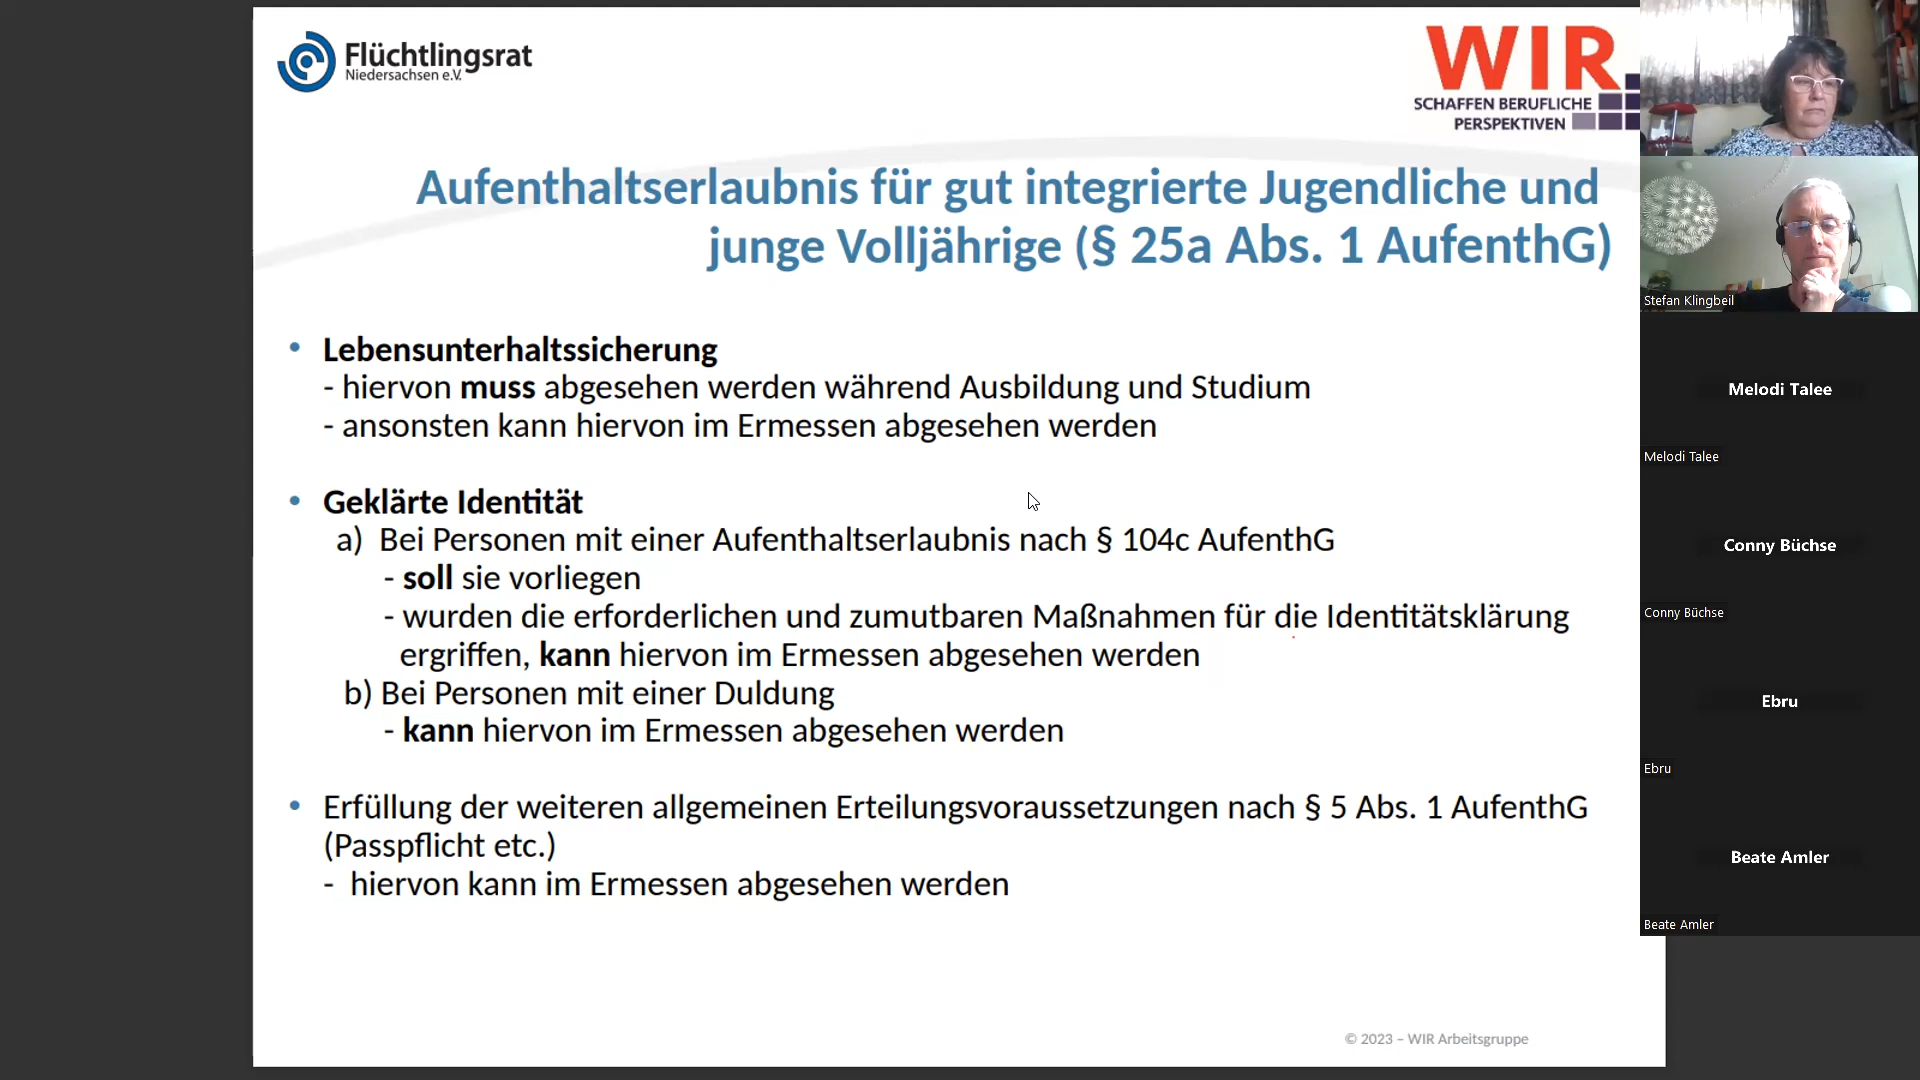 Flüchtlingsrat
Niedersachsen e.V.
WIR
SCHAFFEN BERUFLICHE
PERSPEKTIVEN
Aufenthaltserlaubnis für gut integrierte Jugendliche und
junge Volljährige (§ 25a Abs. 1 AufenthG)
• Lebensunterhaltssicherung
- hiervon muss abgesehen werden während Ausbildung und Studium
- ansonsten kann hiervon im Ermessen abgesehen werden
• Geklärte Identität
a) Bei Personen mit einer Aufenthaltserlaubnis nach § 104c AufenthG
- soll sie vorliegen
- wurden die erforderlichen und zumutbaren Maßnahmen für die Identitätsklärung
ergriffen, kann hiervon im Ermessen abgesehen werden
b) Bei Personen mit einer Duldung
- kann hiervon im Ermessen abgesehen werden
• Erfüllung der weiteren allgemeinen Erteilungsvoraussetzungen nach § 5 Abs. 1 AufenthG
(Passpflicht etc.)
- hiervon kann im Ermessen abgesehen werden
© 2023 – WIR Arbeitsgruppe
Stefan Klingbeil
Melodi Talee
Melodi Talee
Conny Büchse
Conny Büchse
Ebru
Ebru
Beate Amler
Beate Amler